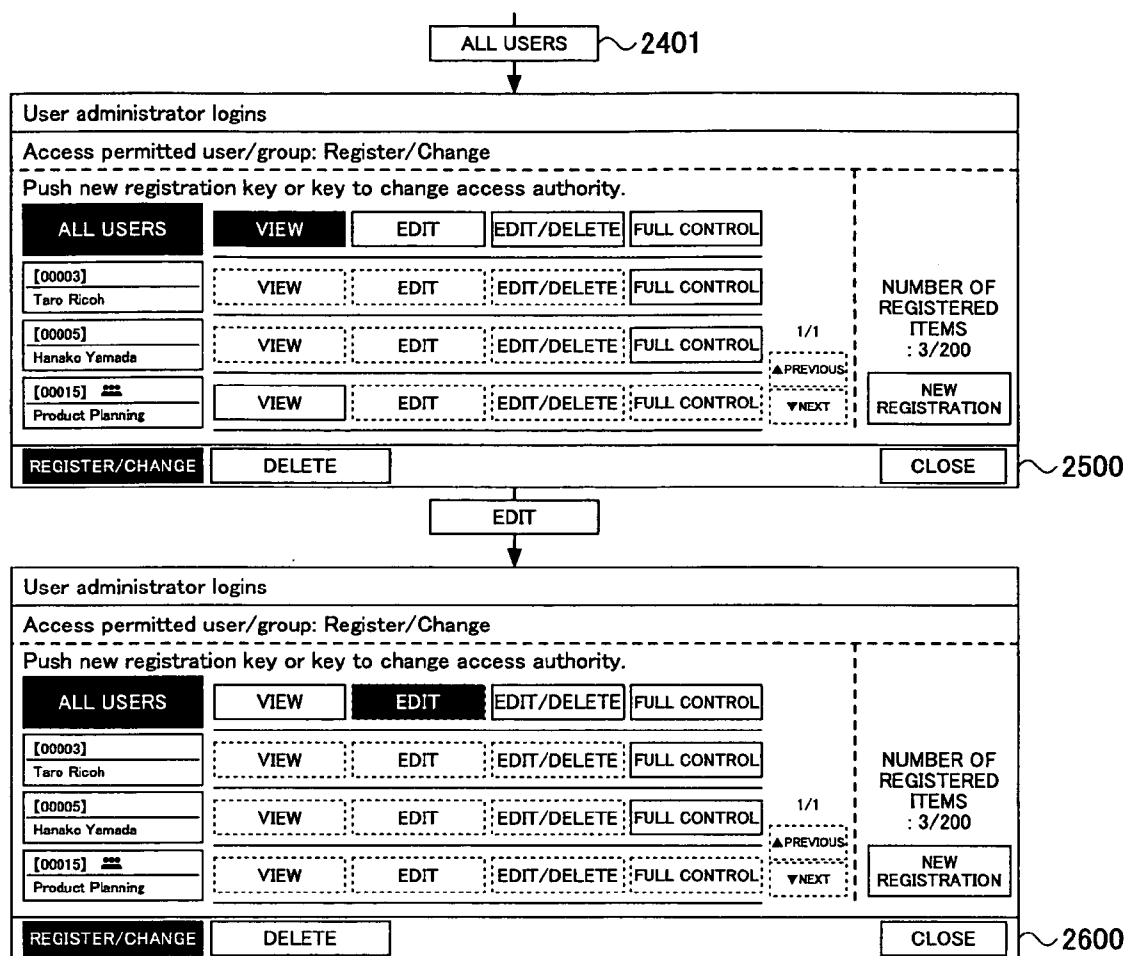 ALL USERS 2401
User administrator logins
Access permitted user/group: Register/Change
Push new registration key or key to change access authority.
ALL USERS VIEW EDIT EDIT/DELETE FULL CONTROL
[00003]
Taro Ricoh
VIEW EDIT EDIT/DELETE FULL CONTROL
[00005]
Hanako Yamada
VIEW EDIT EDIT/DELETE FULL CONTROL
[00015]
Product Planning
VIEW EDIT EDIT/DELETE FULL CONTROL
1/1
▲PREVIOUS
▼NEXT
NUMBER OF
REGISTERED
ITEMS
: 3/200
NEW
REGISTRATION
REGISTER/CHANGE DELETE CLOSE 2500
EDIT
User administrator logins
Access permitted user/group: Register/Change
Push new registration key or key to change access authority.
ALL USERS VIEW EDIT EDIT/DELETE FULL CONTROL
[00003]
Taro Ricoh
VIEW EDIT EDIT/DELETE FULL CONTROL
[00005]
Hanako Yamada
VIEW EDIT EDIT/DELETE FULL CONTROL
[00015]
Product Planning
VIEW EDIT EDIT/DELETE FULL CONTROL
1/1
▲PREVIOUS
▼NEXT
NUMBER OF
REGISTERED
ITEMS
: 3/200
NEW
REGISTRATION
REGISTER/CHANGE DELETE CLOSE 2600